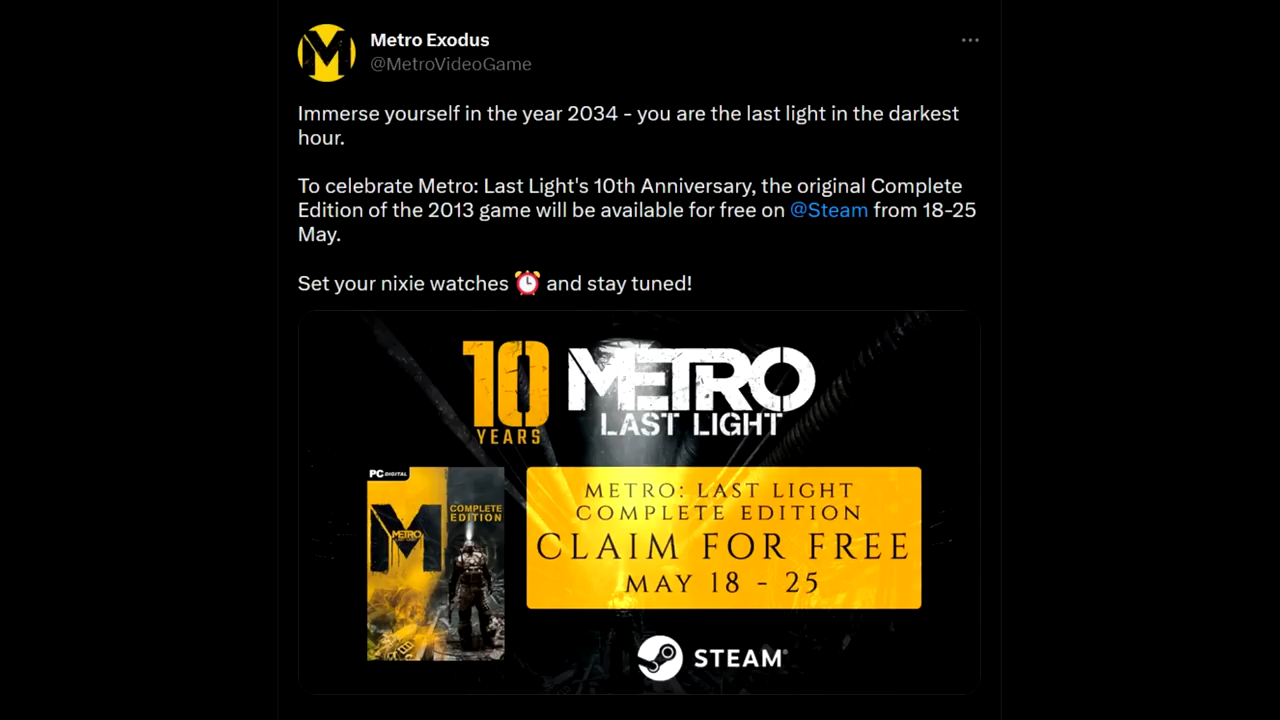 Metro Exodus
@MetroVideoGame
Immerse yourself in the year 2034 - you are the last light in the darkest
hour.
To celebrate Metro: Last Light's 10th Anniversary, the original Complete
Edition of the 2013 game will be available for free on @Steam from 18-25
May.
Set your nixie watches ⏰ and stay tuned!
10
YEARS
METRO
LAST LIGHT
PC DIGITAL
COMPLETE
EDITION
METRO
LAST LIGHT
METRO: LAST LIGHT
COMPLETE EDITION
CLAIM FOR FREE
MAY 18 - 25
STEAM®